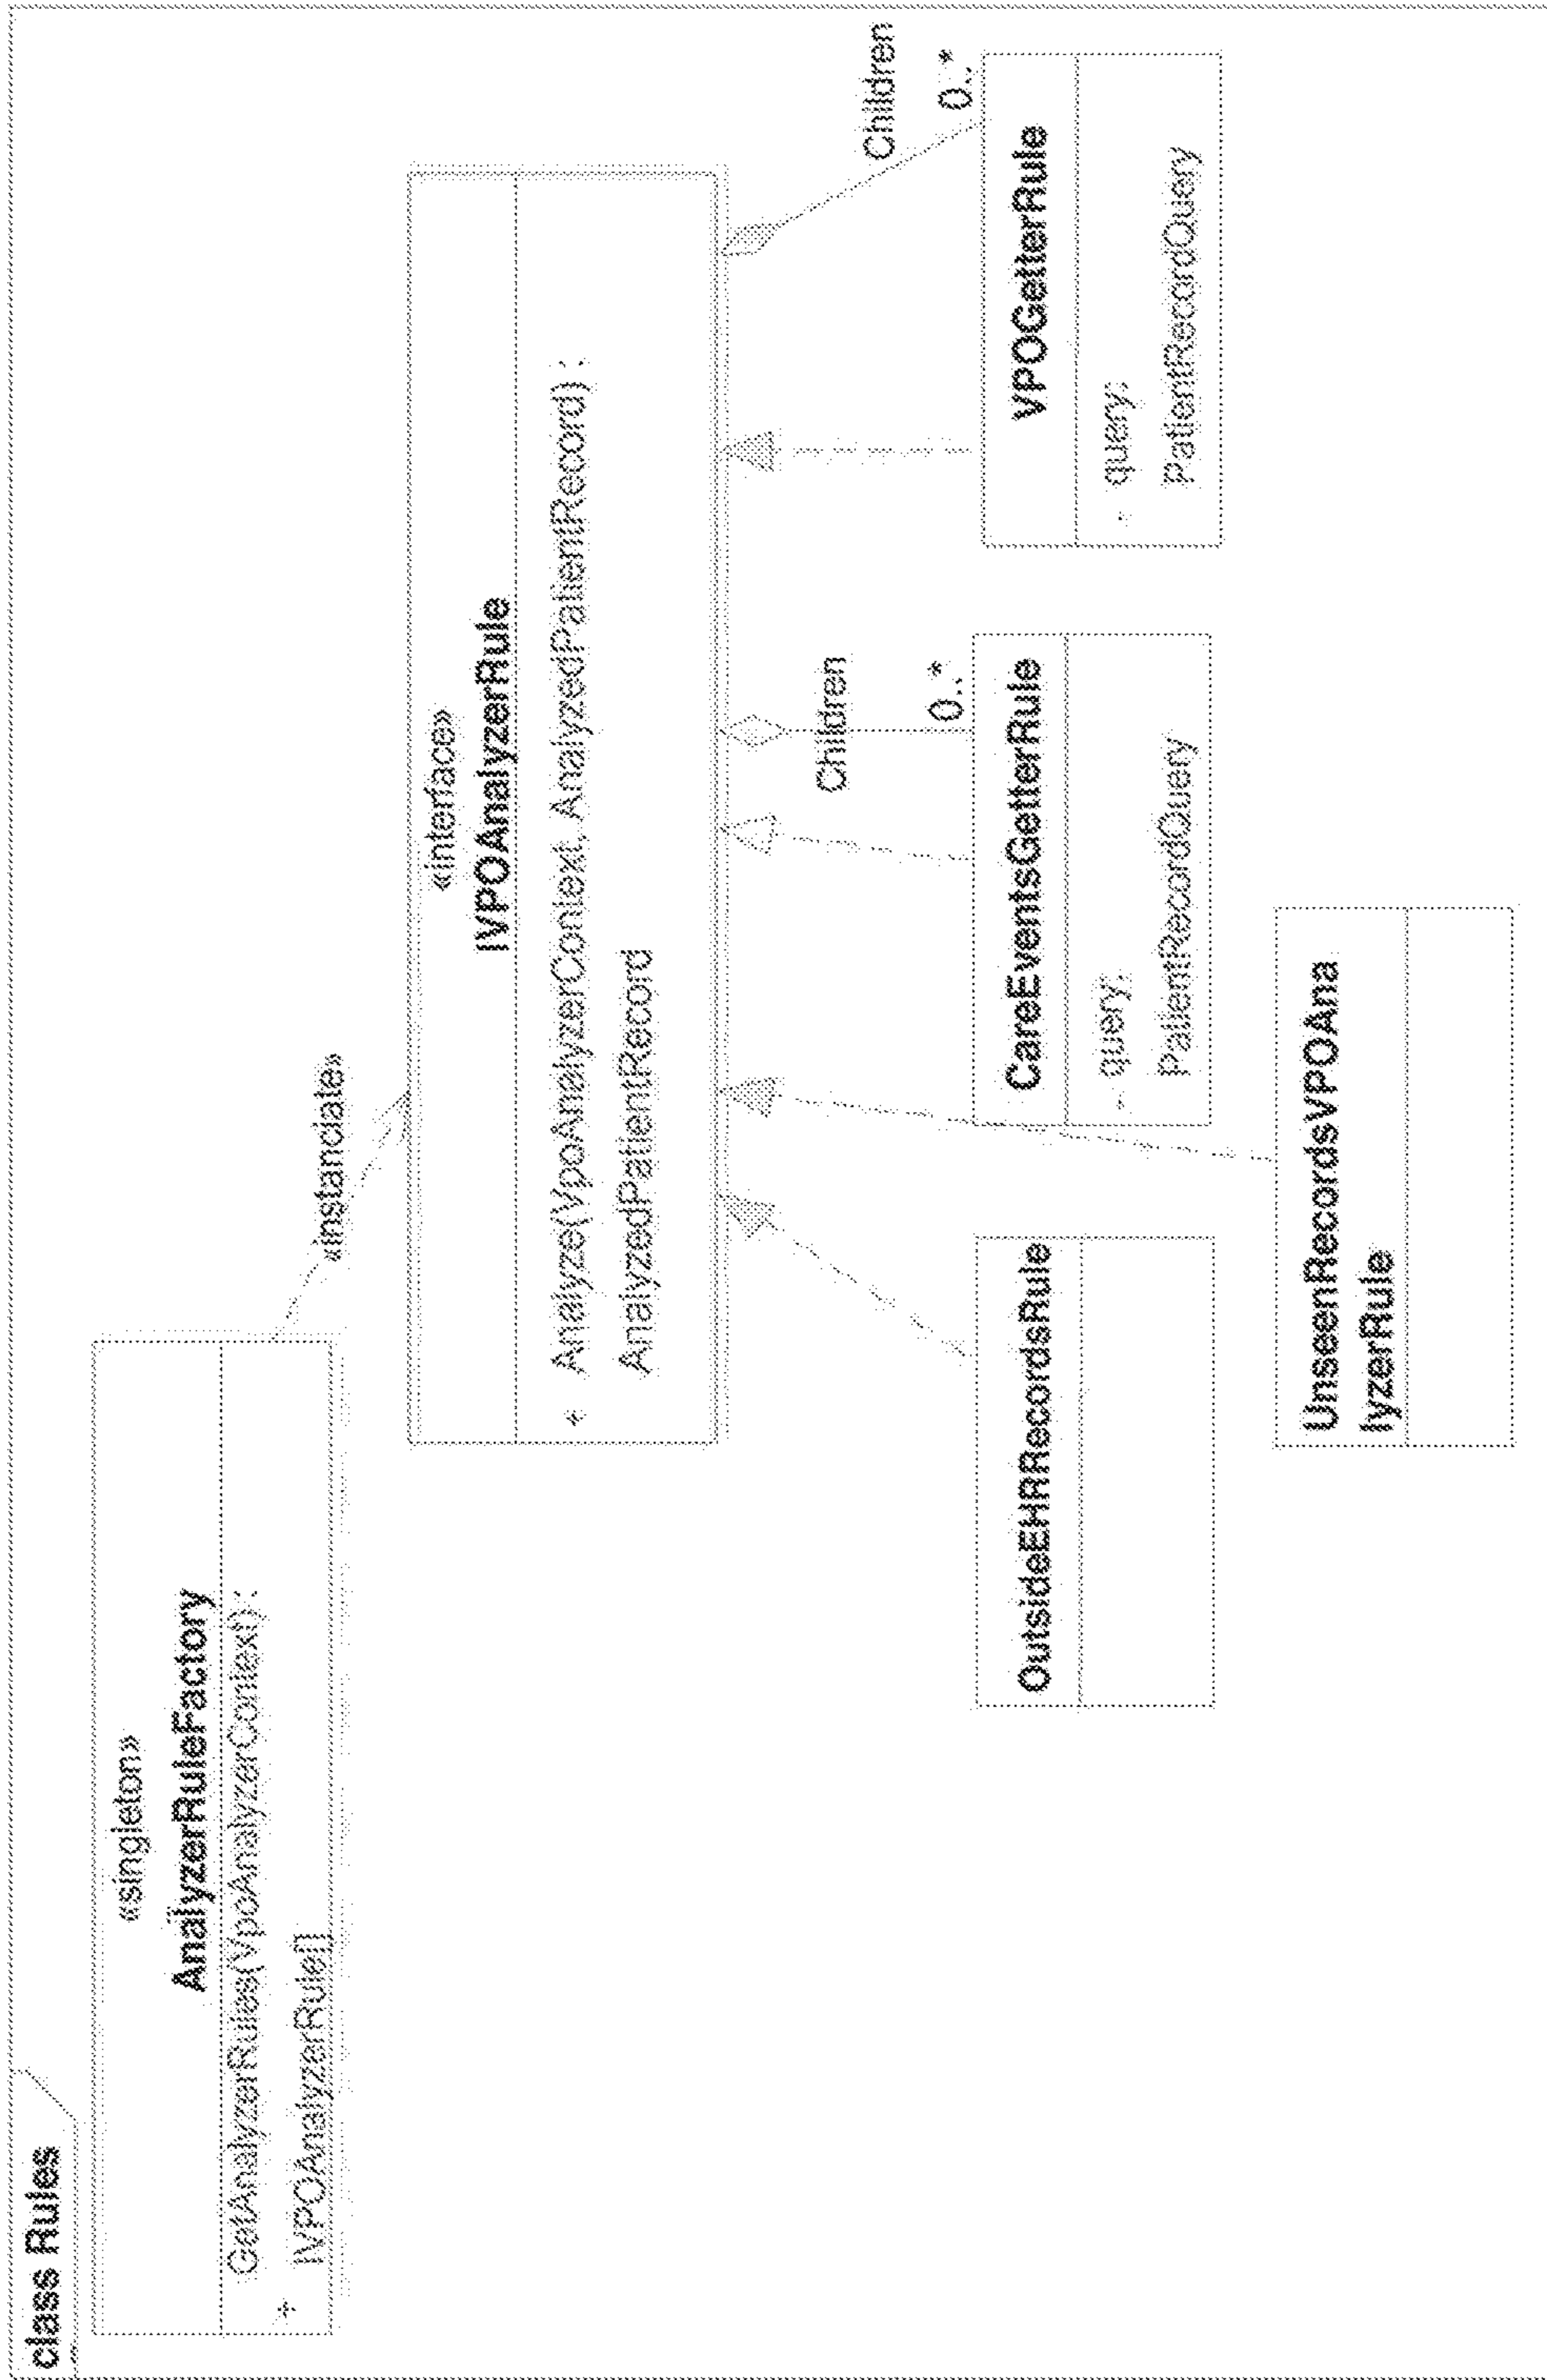 class Rules
«singleton»
AnalyzerRuleFactory
+ GetAnalyzerRules(VpoAnalyzerContext) :
IVPOAnalyzerRule[]
«instanciate»
«interface»
IVPOAnalyzerRule
+ Analyze(VpoAnalyzerContext, AnalyzedPatientRecord) :
AnalyzedPatientRecord
Children
0..*
Children
0..*
OutsideEHRRecordsRule
CareEventsGetterRule
- query:
PatientRecordQuery
VPOGetterRule
- query:
PatientRecordQuery
UnseenRecordsVPOAna
lyzerRule